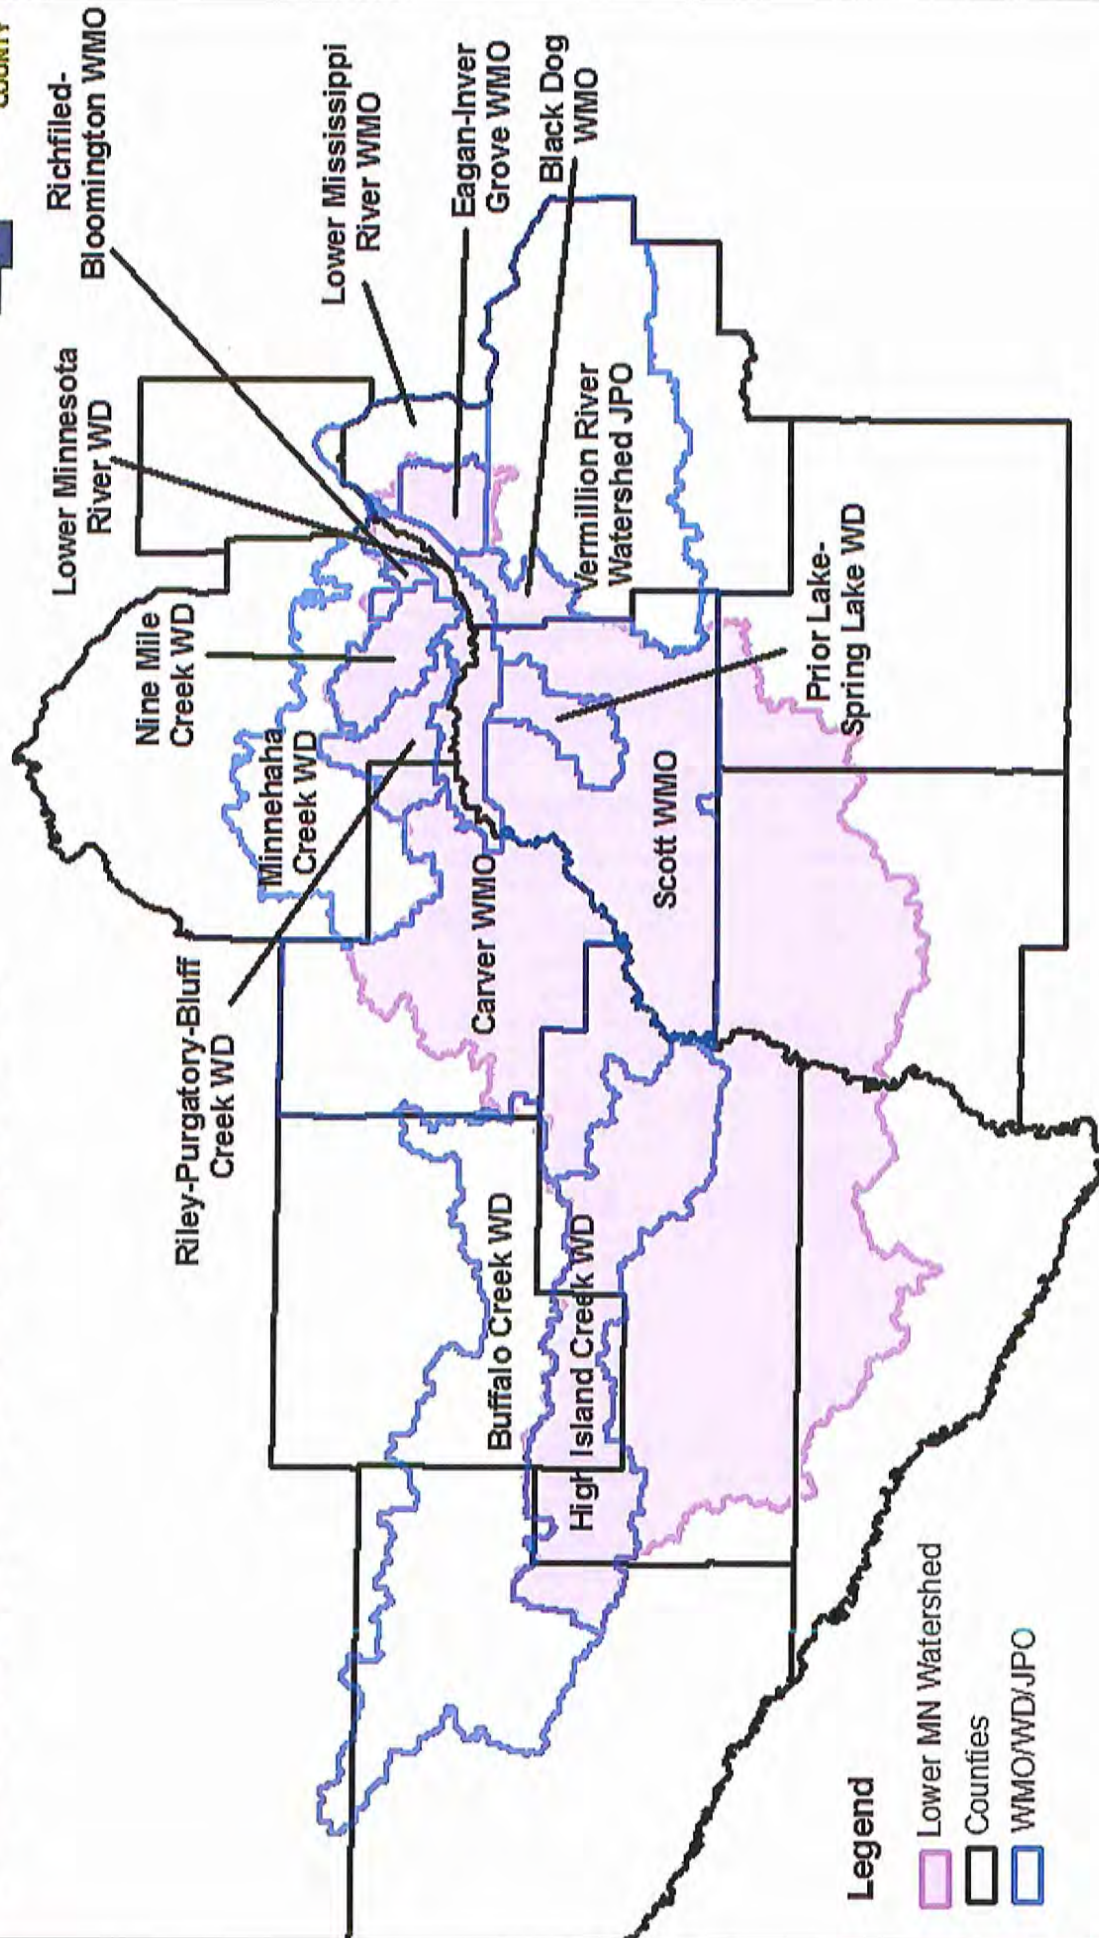 COUNTY
Richfiled-
Bloomington WMO
Lower Minnesota
River WD
Lower Mississippi
River WMO
Eagan-Inver
Grove WMO
Black Dog
WMO
Nine Mile
Creek WD
Minnehaha
Creek WD
Riley-Purgatory-Bluff
Creek WD
Vermillion River
Watershed JPO
Prior Lake-
Spring Lake WD
Carver WMO
Scott WMO
Buffalo Creek WD
High Island Creek WD
Legend
Lower MN Watershed
Counties
WMO/WD/JPO